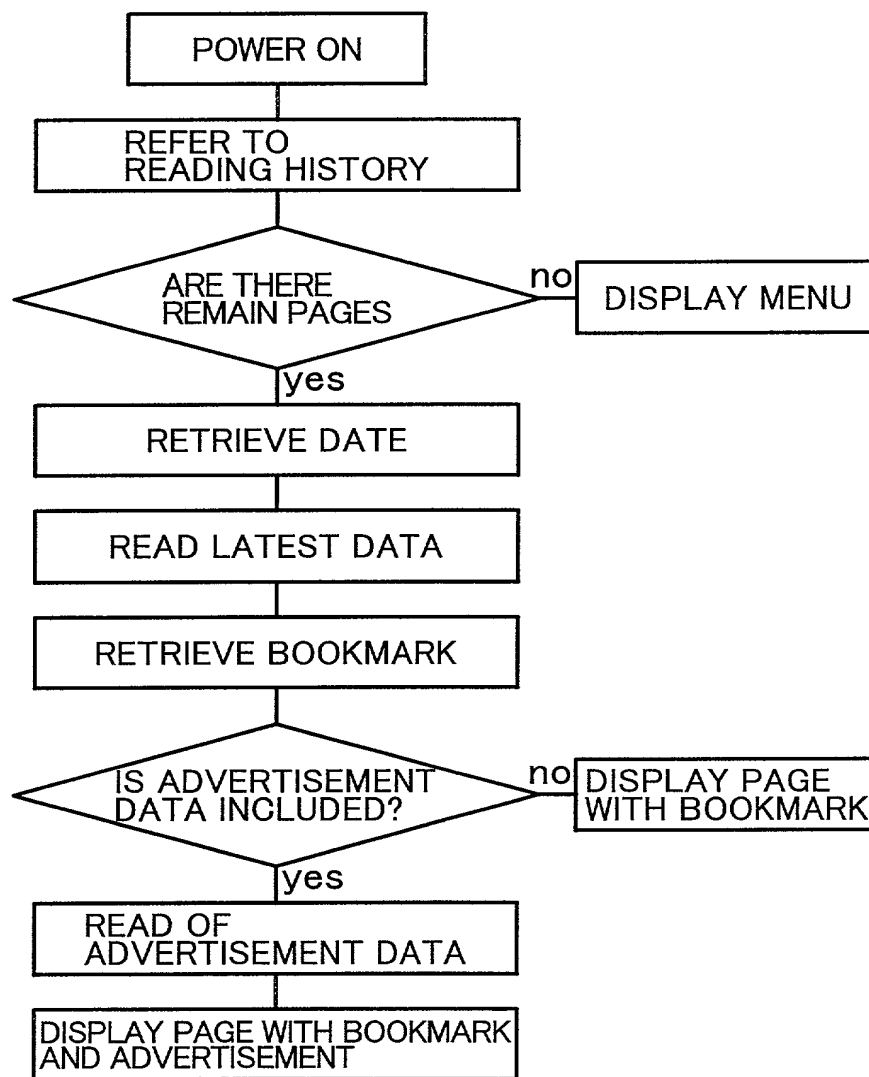 POWER ON
REFER TO
READING HISTORY
ARE THERE
REMAIN PAGES
no
DISPLAY MENU
yes
RETRIEVE DATE
READ LATEST DATA
RETRIEVE BOOKMARK
IS ADVERTISEMENT
DATA INCLUDED?
no
DISPLAY PAGE
WITH BOOKMARK
yes
READ OF
ADVERTISEMENT DATA
DISPLAY PAGE WITH BOOKMARK
AND ADVERTISEMENT